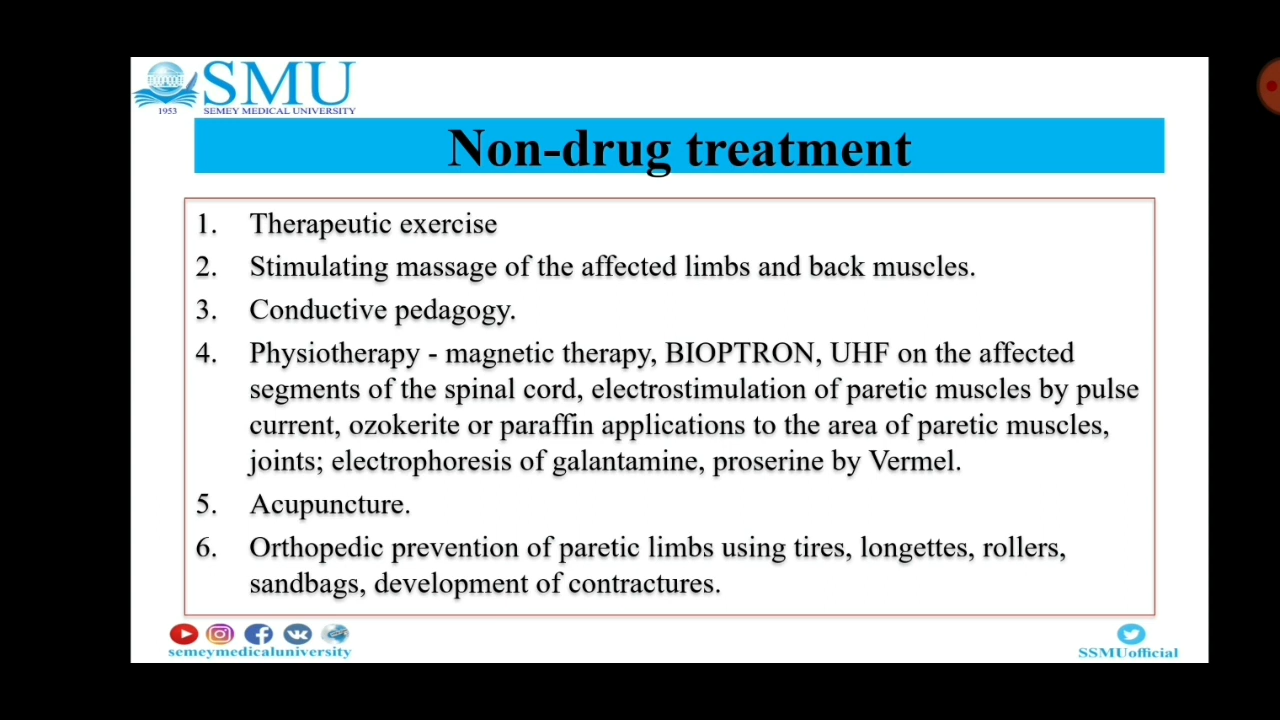 SMU
1953 SEMEY MEDICAL UNIVERSITY
Non-drug treatment
1. Therapeutic exercise
2. Stimulating massage of the affected limbs and back muscles.
3. Conductive pedagogy.
4. Physiotherapy - magnetic therapy, BIOPTRON, UHF on the affected
segments of the spinal cord, electrostimulation of paretic muscles by pulse
current, ozokerite or paraffin applications to the area of paretic muscles,
joints; electrophoresis of galantamine, proserine by Vermel.
5. Acupuncture.
6. Orthopedic prevention of paretic limbs using tires, longettes, rollers,
sandbags, development of contractures.
semeymedicaluniversity
SSMUofficial